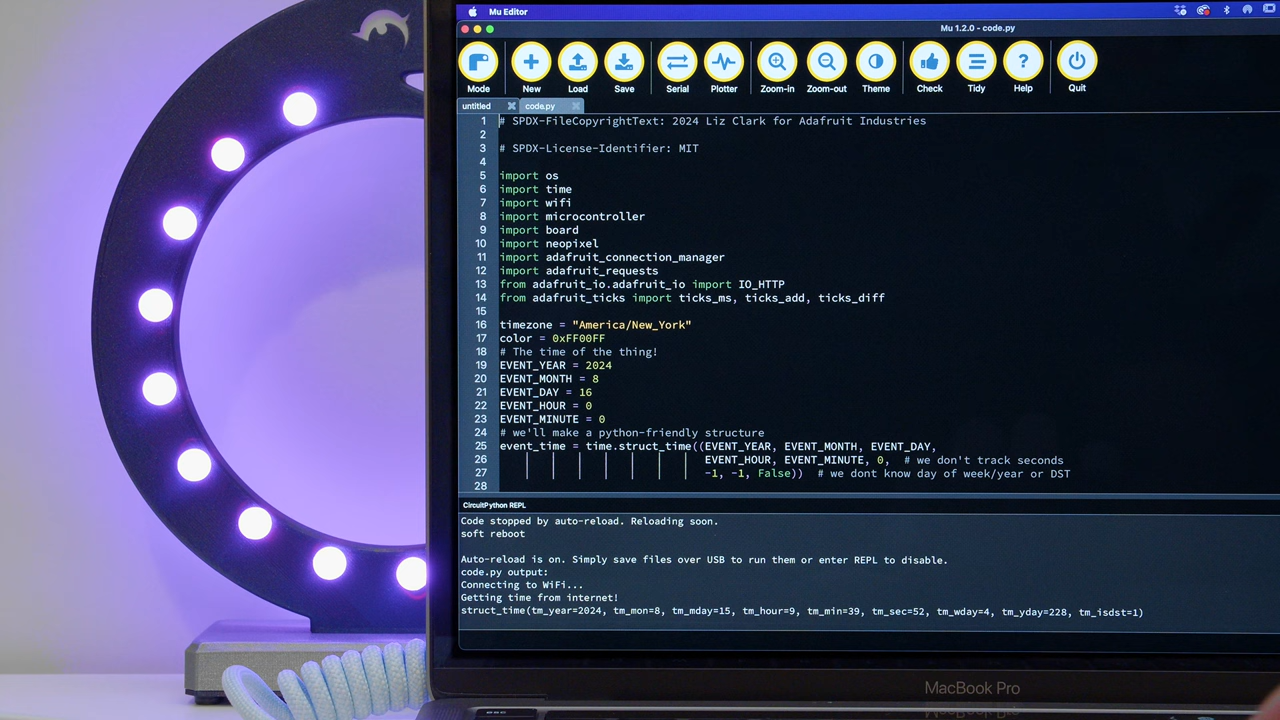 Mu Editor
Mu 1.2.0 - code.py
Mode New Load Save Serial Plotter Zoom-in Zoom-out Theme Check Tidy Help Quit
untitled code.py
1 # SPDX-FileCopyrightText: 2024 Liz Clark for Adafruit Industries
2
3 # SPDX-License-Identifier: MIT
4
5 import os
6 import time
7 import wifi
8 import microcontroller
9 import board
10 import neopixel
11 import adafruit_connection_manager
12 import adafruit_requests
13 from adafruit_io.adafruit_io import IO_HTTP
14 from adafruit_ticks import ticks_ms, ticks_add, ticks_diff
15
16 timezone = "America/New_York"
17 color = 0xFF00FF
18 # The time of the thing!
19 EVENT_YEAR = 2024
20 EVENT_MONTH = 8
21 EVENT_DAY = 16
22 EVENT_HOUR = 0
23 EVENT_MINUTE = 0
24 # we'll make a python-friendly structure
25 event_time = time.struct_time((EVENT_YEAR, EVENT_MONTH, EVENT_DAY,
26 EVENT_HOUR, EVENT_MINUTE, 0,  # we don't track seconds
27 -1, -1, False))  # we dont know day of week/year or DST
28
CircuitPython REPL
Code stopped by auto-reload. Reloading soon.
soft reboot
Auto-reload is on. Simply save files over USB to run them or enter REPL to disable.
code.py output:
Connecting to WiFi...
Getting time from internet!
struct_time(tm_year=2024, tm_mon=8, tm_mday=15, tm_hour=9, tm_min=39, tm_sec=52, tm_wday=4, tm_yday=228, tm_isdst=1)
MacBook Pro